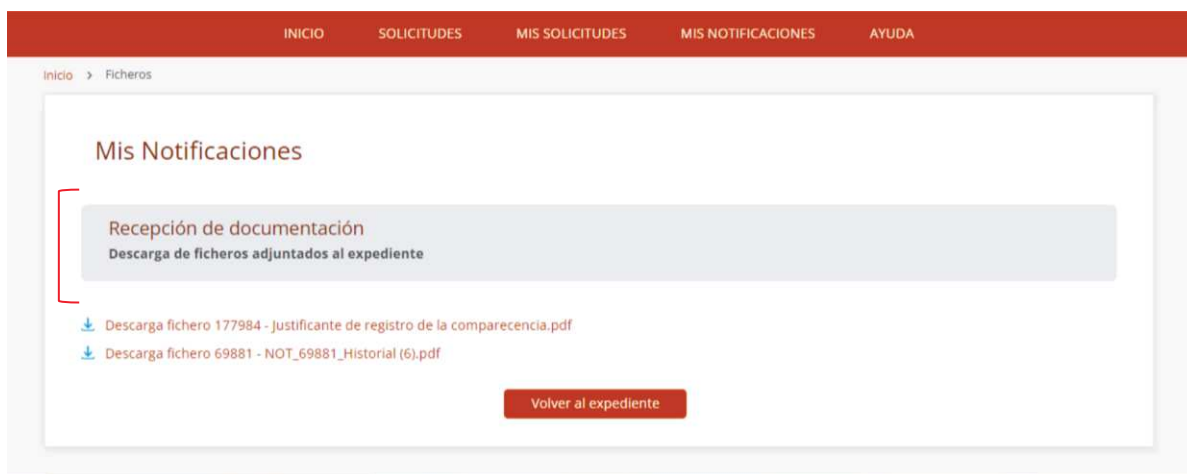 INICIO SOLICITUDES MIS SOLICITUDES MIS NOTIFICACIONES AYUDA
Inicio > Ficheros
Mis Notificaciones
Recepción de documentación
Descarga de ficheros adjuntados al expediente
Descarga fichero 177984 - Justificante de registro de la comparecencia.pdf
Descarga fichero 69881 - NOT_69881_Historial (6).pdf
Volver al expediente